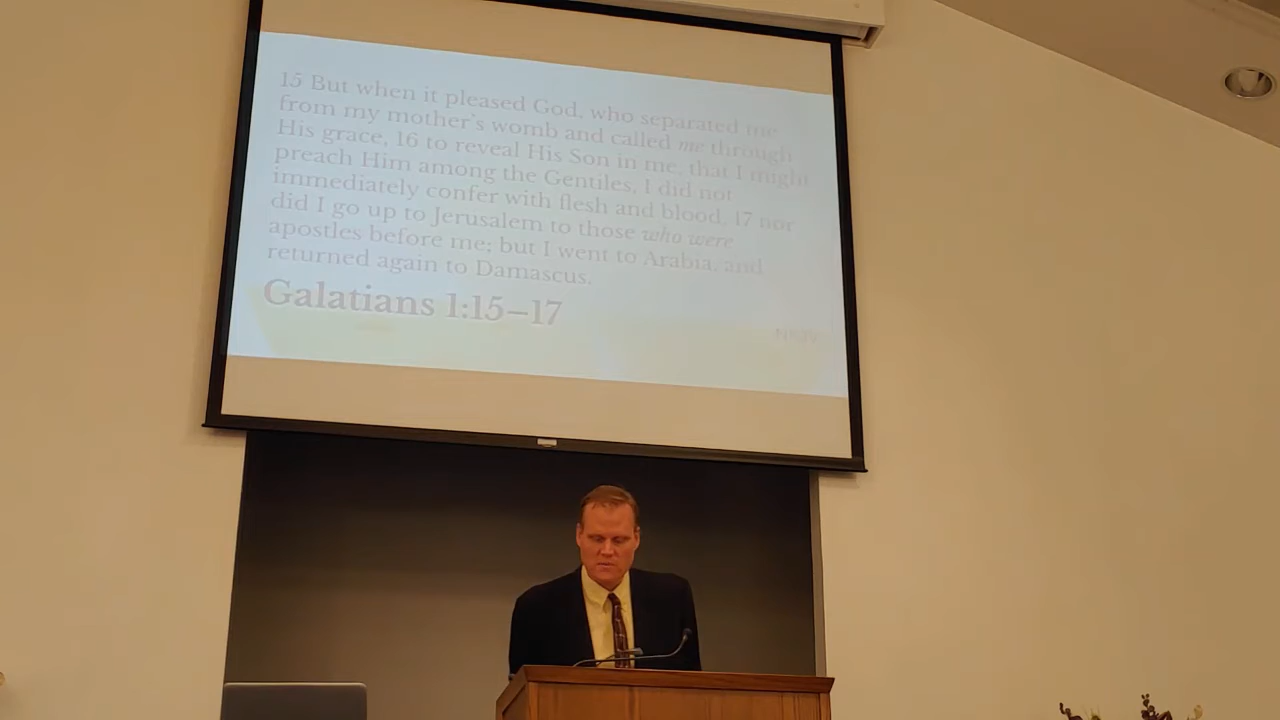 15 But when it pleased God, who separated me
from my mother's womb and called me through
His grace, 16 to reveal His Son in me, that I might
preach Him among the Gentiles, I did not
immediately confer with flesh and blood, 17 nor
did I go up to Jerusalem to those who were
apostles before me; but I went to Arabia, and
returned again to Damascus.
Galatians 1:15–17
NKJV